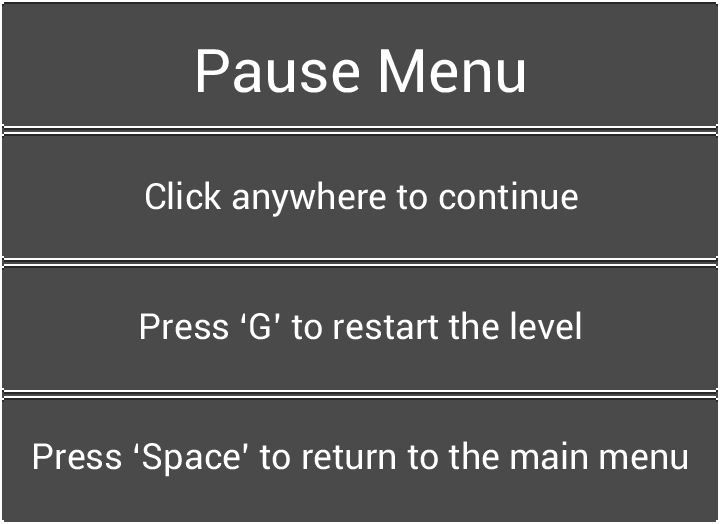 Pause Menu
Click anywhere to continue
Press ‘G’ to restart the level
Press ‘Space’ to return to the main menu